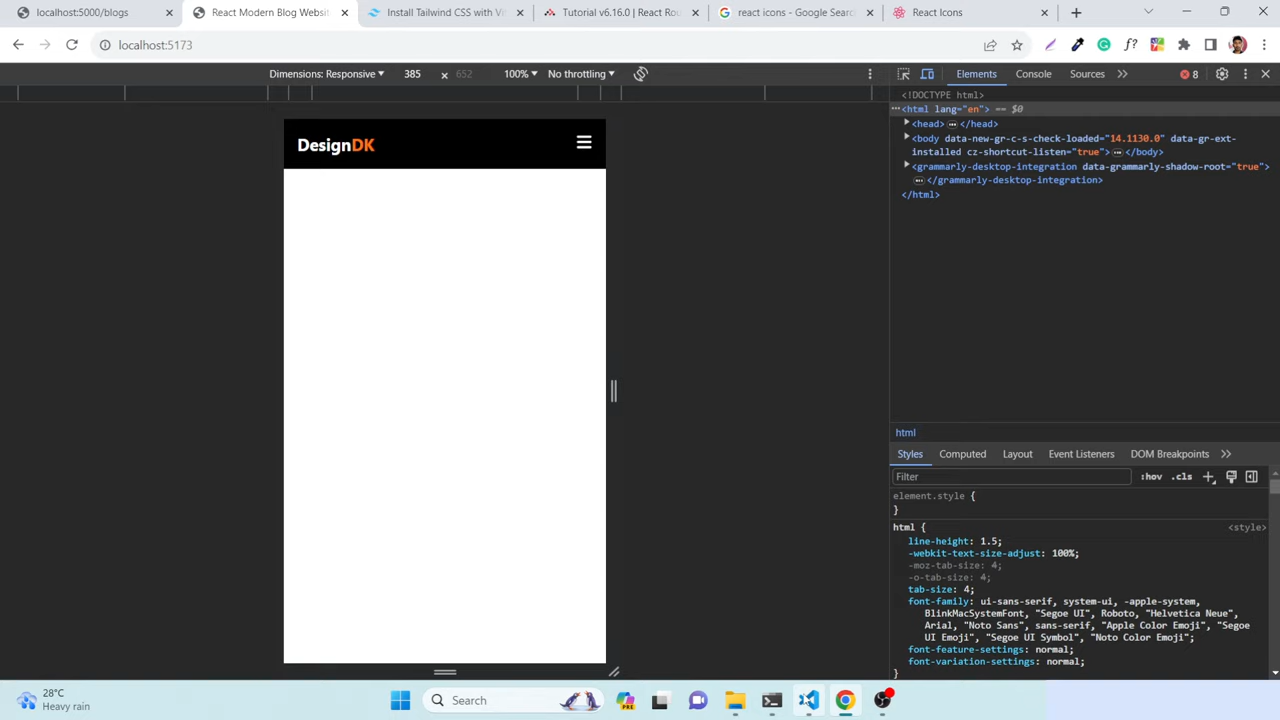 localhost:5000/blogs
React Modern Blog Websi
Install Tailwind CSS with Vi
Tutorial v6.16.0 | React Ro
react icons - Google Searc
React Icons
localhost:5173
Dimensions: Responsive
385
652
100%
No throttling
Elements
Console
Sources
8
<!DOCTYPE html>
<html lang="en"> == $0
<head></head>
<body data-new-gr-c-s-check-loaded="14.1130.0" data-gr-ext-
installed cz-shortcut-listen="true"></body>
<grammarly-desktop-integration data-grammarly-shadow-root="true">
</grammarly-desktop-integration>
</html>
DesignDK
html
Styles
Computed
Layout
Event Listeners
DOM Breakpoints
Filter
:hov
.cls
element.style {
}
html {
<style>
line-height: 1.5;
-webkit-text-size-adjust: 100%;
-moz-tab-size: 4;
-o-tab-size: 4;
tab-size: 4;
font-family: ui-sans-serif, system-ui, -apple-system,
BlinkMacSystemFont, "Segoe UI", Roboto, "Helvetica Neue",
Arial, "Noto Sans", sans-serif, "Apple Color Emoji", "Segoe
UI Emoji", "Segoe UI Symbol", "Noto Color Emoji";
font-feature-settings: normal;
font-variation-settings: normal;
}
28°C
Heavy rain
Search
PRE